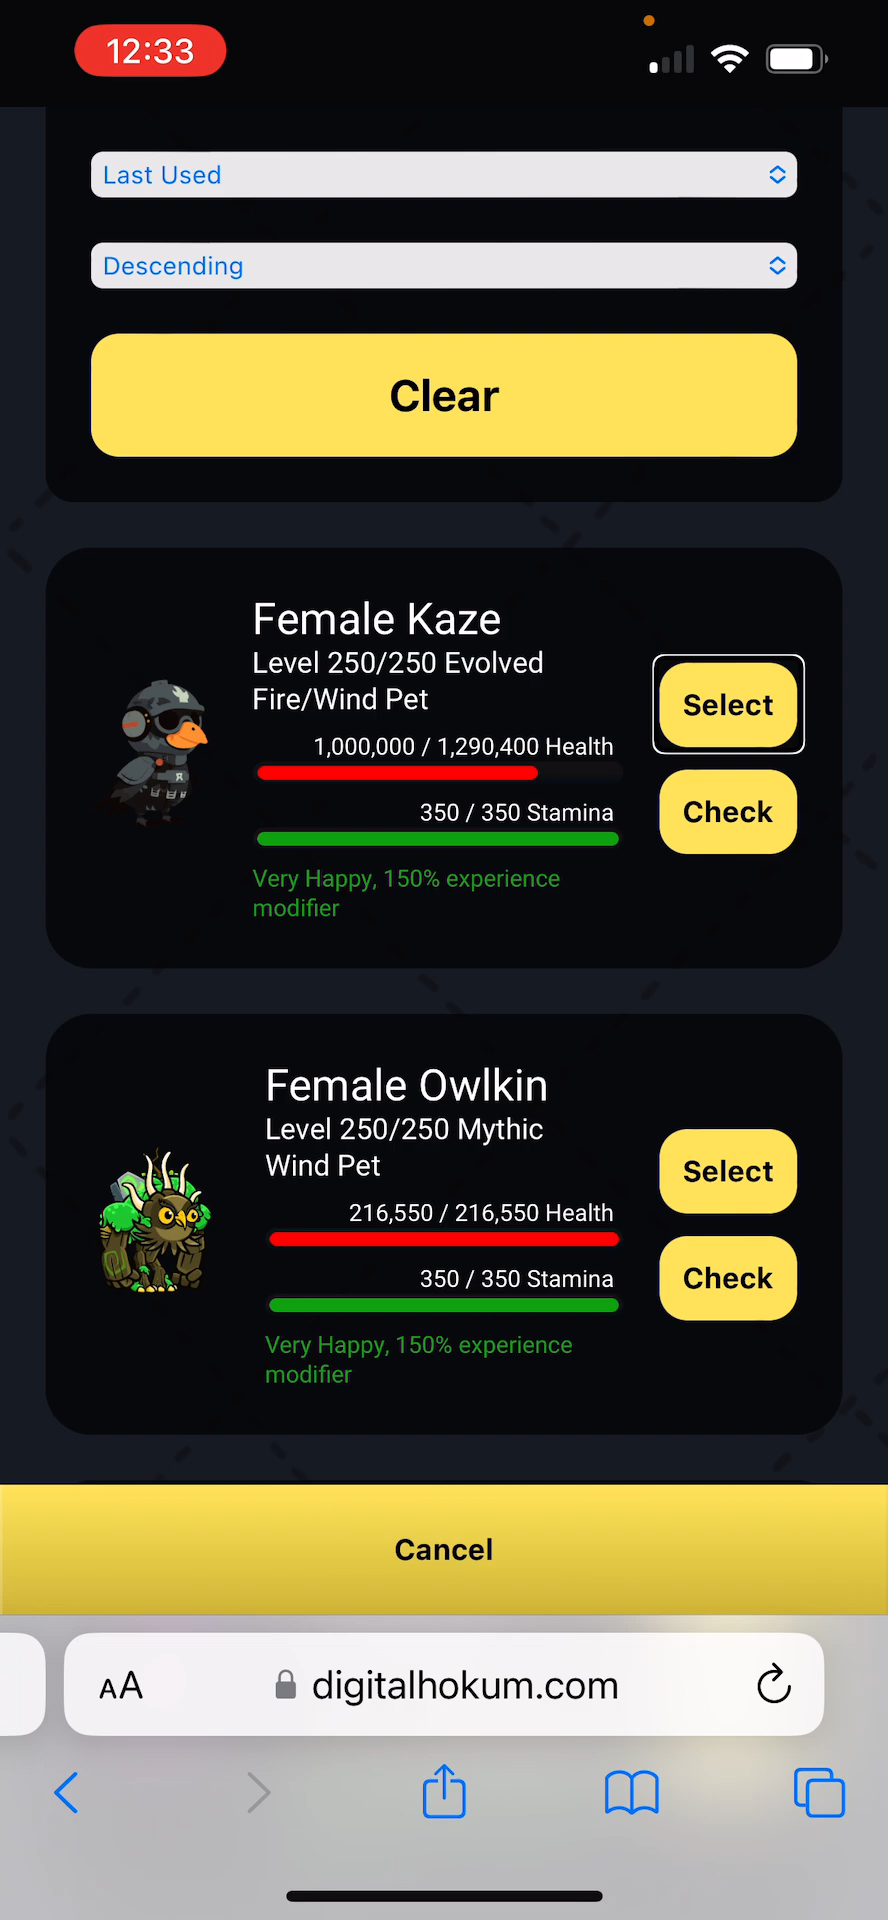 12:33
Last Used
Descending
Clear
Female Kaze
Level 250/250 Evolved
Fire/Wind Pet
1,000,000 / 1,290,400 Health
350 / 350 Stamina
Very Happy, 150% experience
modifier
Select
Check
Female Owlkin
Level 250/250 Mythic
Wind Pet
216,550 / 216,550 Health
350 / 350 Stamina
Very Happy, 150% experience
modifier
Select
Check
Cancel
AA digitalhokum.com